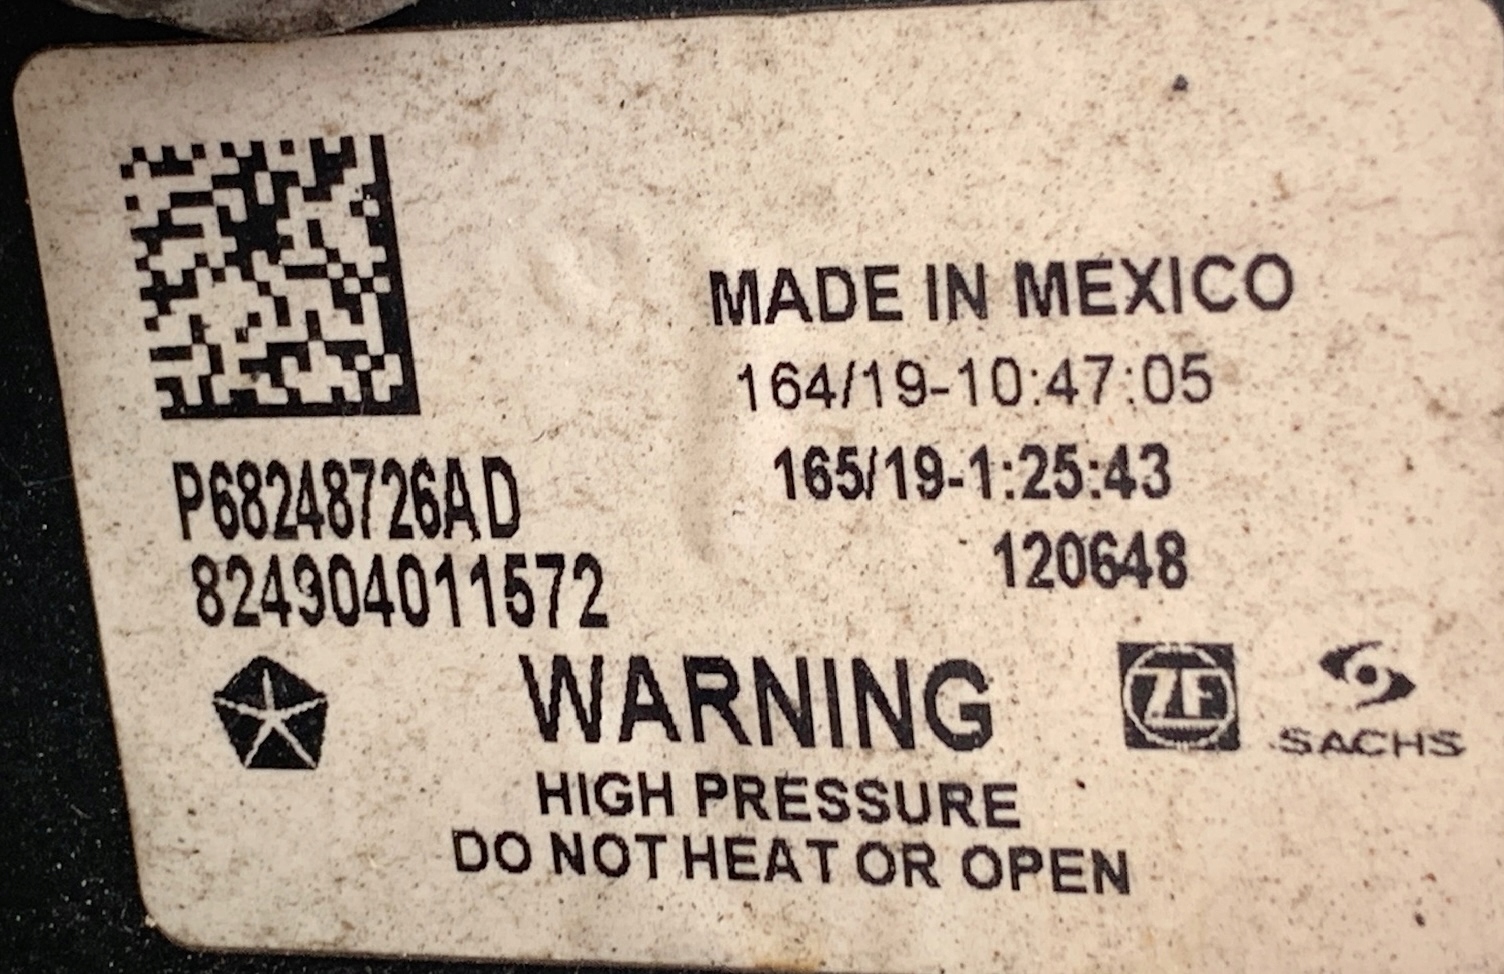 MADE IN MEXICO
164/19-10:47:05
165/19-1:25:43
120648
P68248726AD
824904011572
WARNING
ZF
SACHS
HIGH PRESSURE
DO NOT HEAT OR OPEN